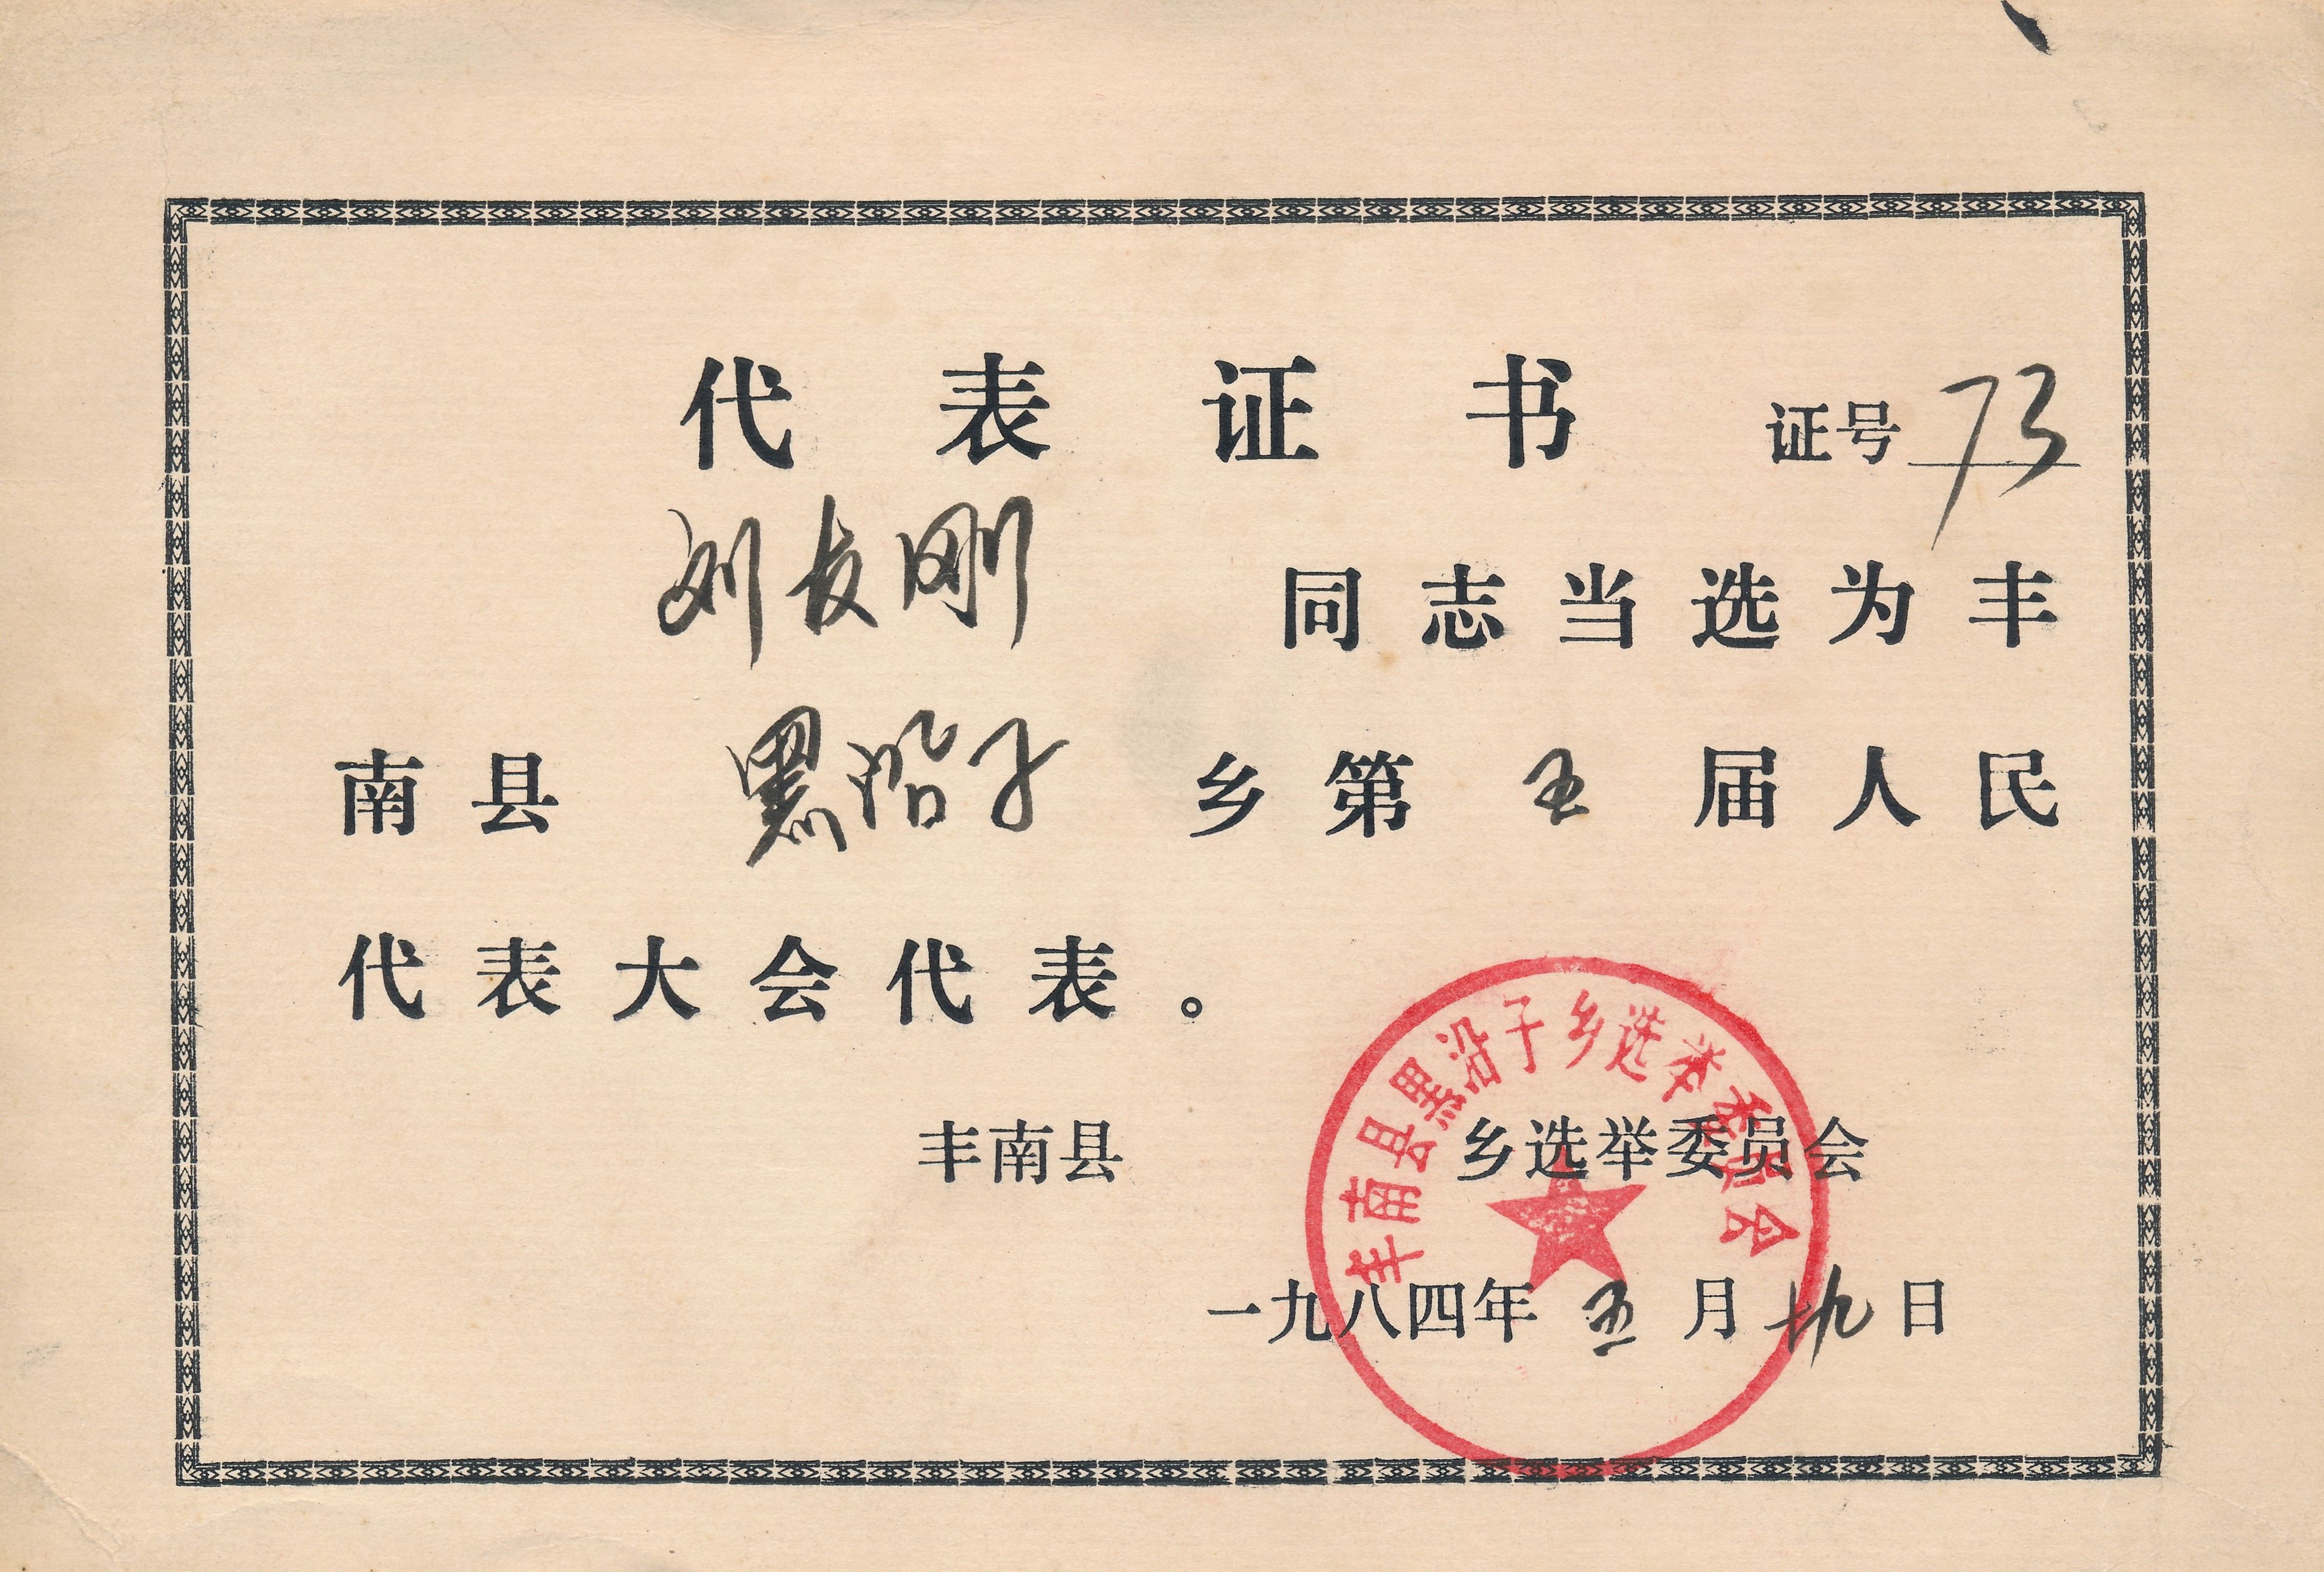 代表证书 证号 73
刘友刚 同志当选为丰
南县 黑沿子 乡第 五 届人民
代表大会代表。
丰南县 乡选举委员会
一九八四年 五 月 十九 日
丰南县黑沿子乡选举委员会